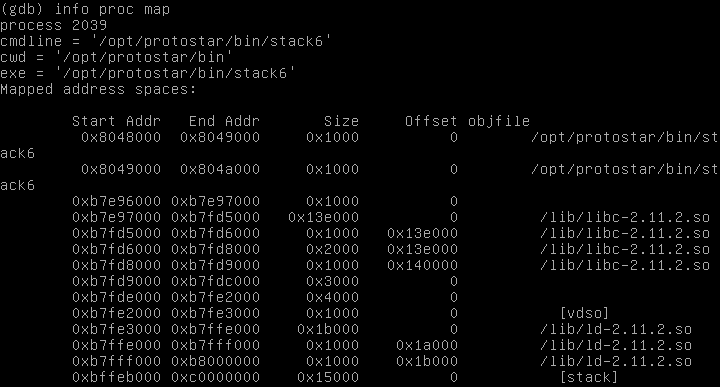 (gdb) info proc map
process 2039
cmdline = '/opt/protostar/bin/stack6'
cwd = '/opt/protostar/bin'
exe = '/opt/protostar/bin/stack6'
Mapped address spaces:
Start Addr End Addr Size Offset objfile
0x8048000 0x8049000 0x1000 0 /opt/protostar/bin/st
ack6
0x8049000 0x804a000 0x1000 0 /opt/protostar/bin/st
ack6
0xb7e96000 0xb7e97000 0x1000 0
0xb7e97000 0xb7fd5000 0x13e000 0 /lib/libc-2.11.2.so
0xb7fd5000 0xb7fd6000 0x1000 0x13e000 /lib/libc-2.11.2.so
0xb7fd6000 0xb7fd8000 0x2000 0x13e000 /lib/libc-2.11.2.so
0xb7fd8000 0xb7fd9000 0x1000 0x140000 /lib/libc-2.11.2.so
0xb7fd9000 0xb7fdc000 0x3000 0
0xb7fde000 0xb7fe2000 0x4000 0
0xb7fe2000 0xb7fe3000 0x1000 0 [vdso]
0xb7fe3000 0xb7ffe000 0x1b000 0 /lib/ld-2.11.2.so
0xb7ffe000 0xb7fff000 0x1000 0x1a000 /lib/ld-2.11.2.so
0xb7fff000 0xb8000000 0x1000 0x1b000 /lib/ld-2.11.2.so
0xbffeb000 0xc0000000 0x15000 0 [stack]